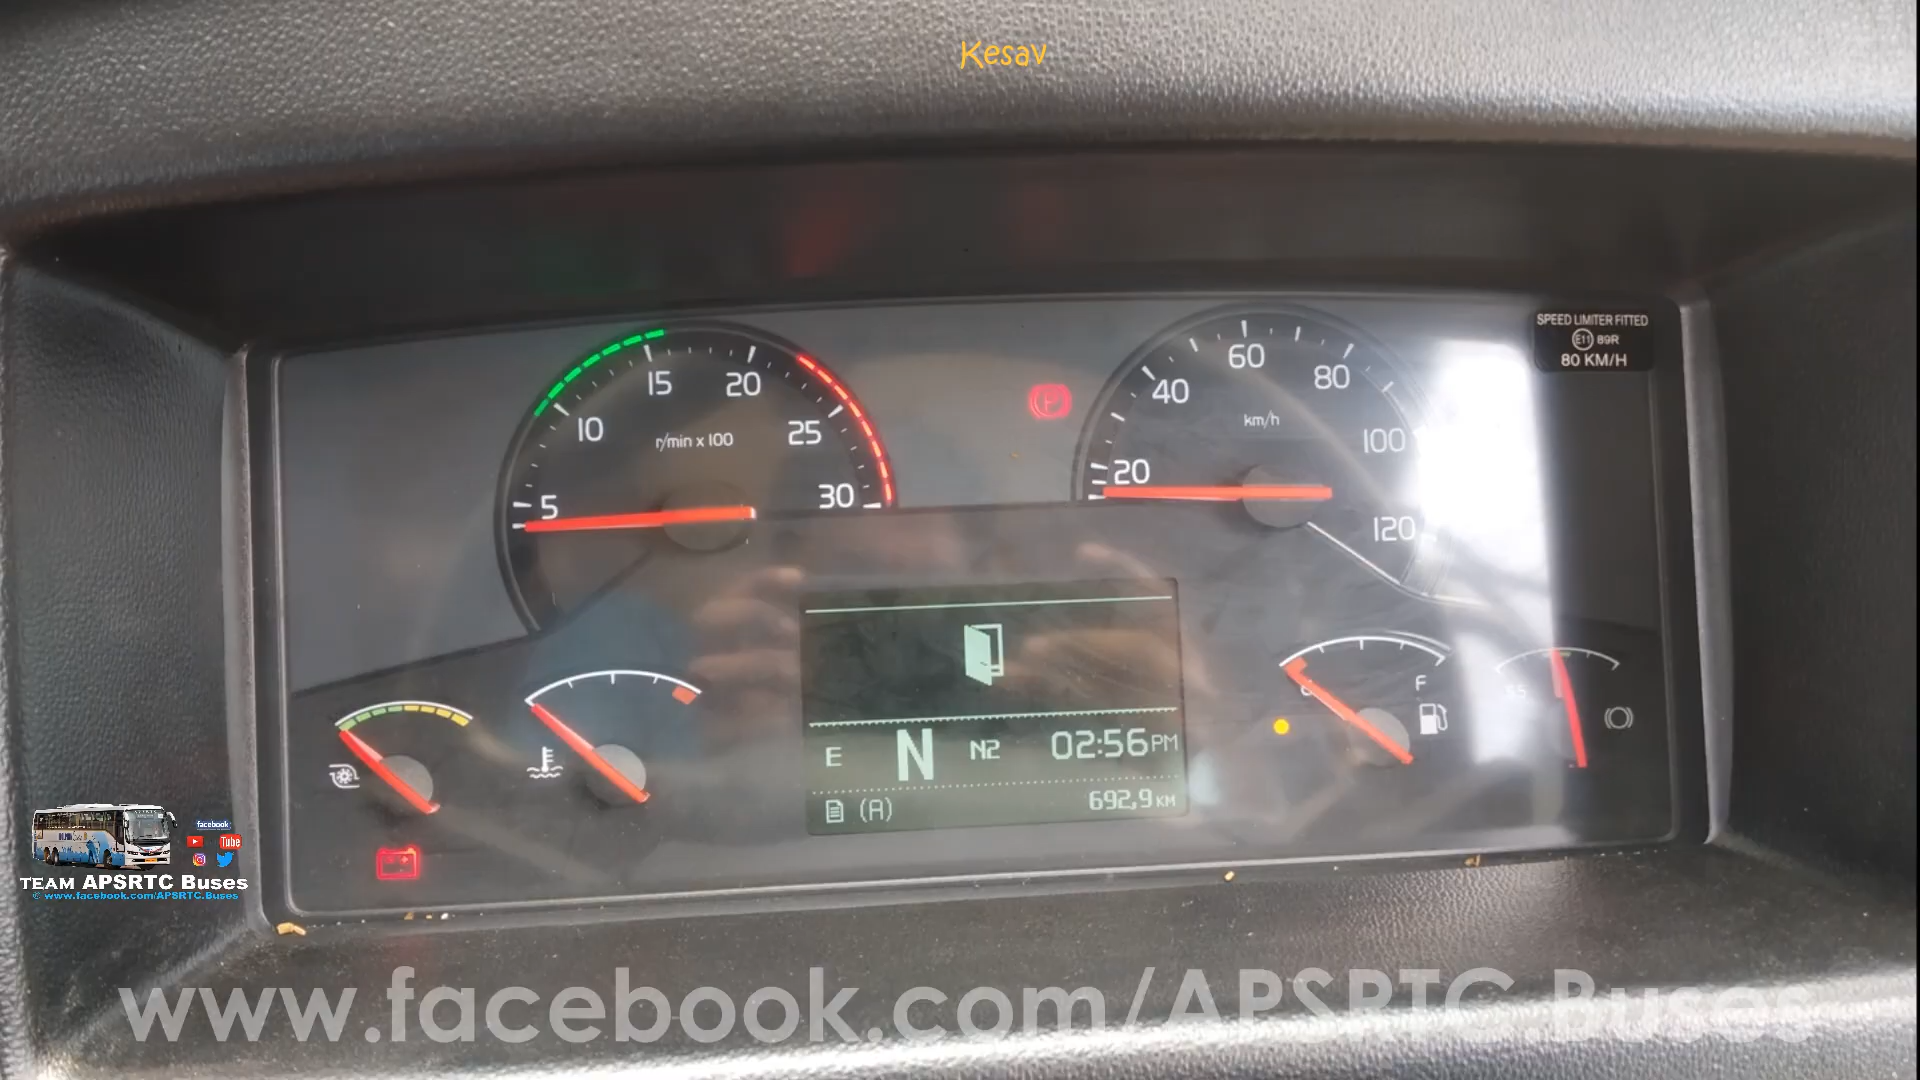 Kesav
SPEED LIMITER FITTED
E11 89R
80 KM/H
5
10
15
20
25
30
r/min x 100
P
20
40
60
80
100
120
km/h
E N N2 02:56PM
(A) 692,9 KM
F
facebook
Tube
TEAM APSRTC Buses
© www.facebook.com/APSRTC.Buses
www.facebook.com/APSRTC.Buses